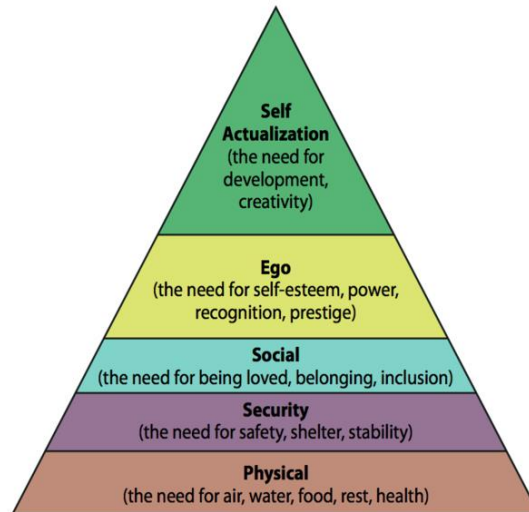 Self
Actualization
(the need for
development,
creativity)
Ego
(the need for self-esteem, power,
recognition, prestige)
Social
(the need for being loved, belonging, inclusion)
Security
(the need for safety, shelter, stability)
Physical
(the need for air, water, food, rest, health)